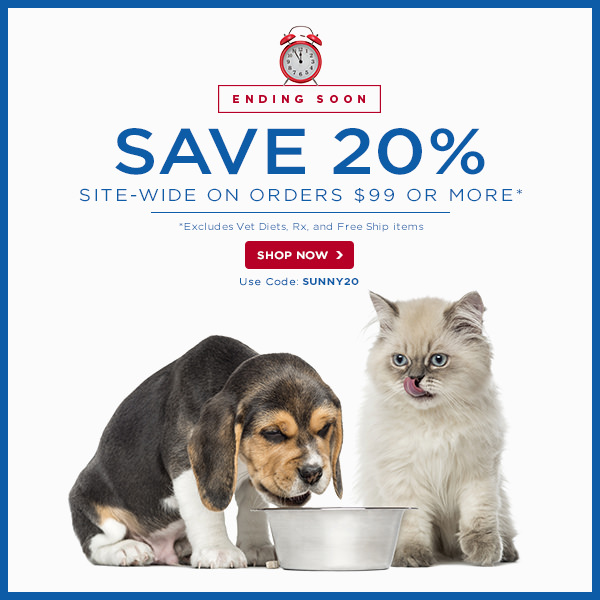 ENDING SOON
SAVE 20%
SITE-WIDE ON ORDERS $99 OR MORE*
*Excludes Vet Diets, Rx, and Free Ship items
SHOP NOW >
Use Code: SUNNY20